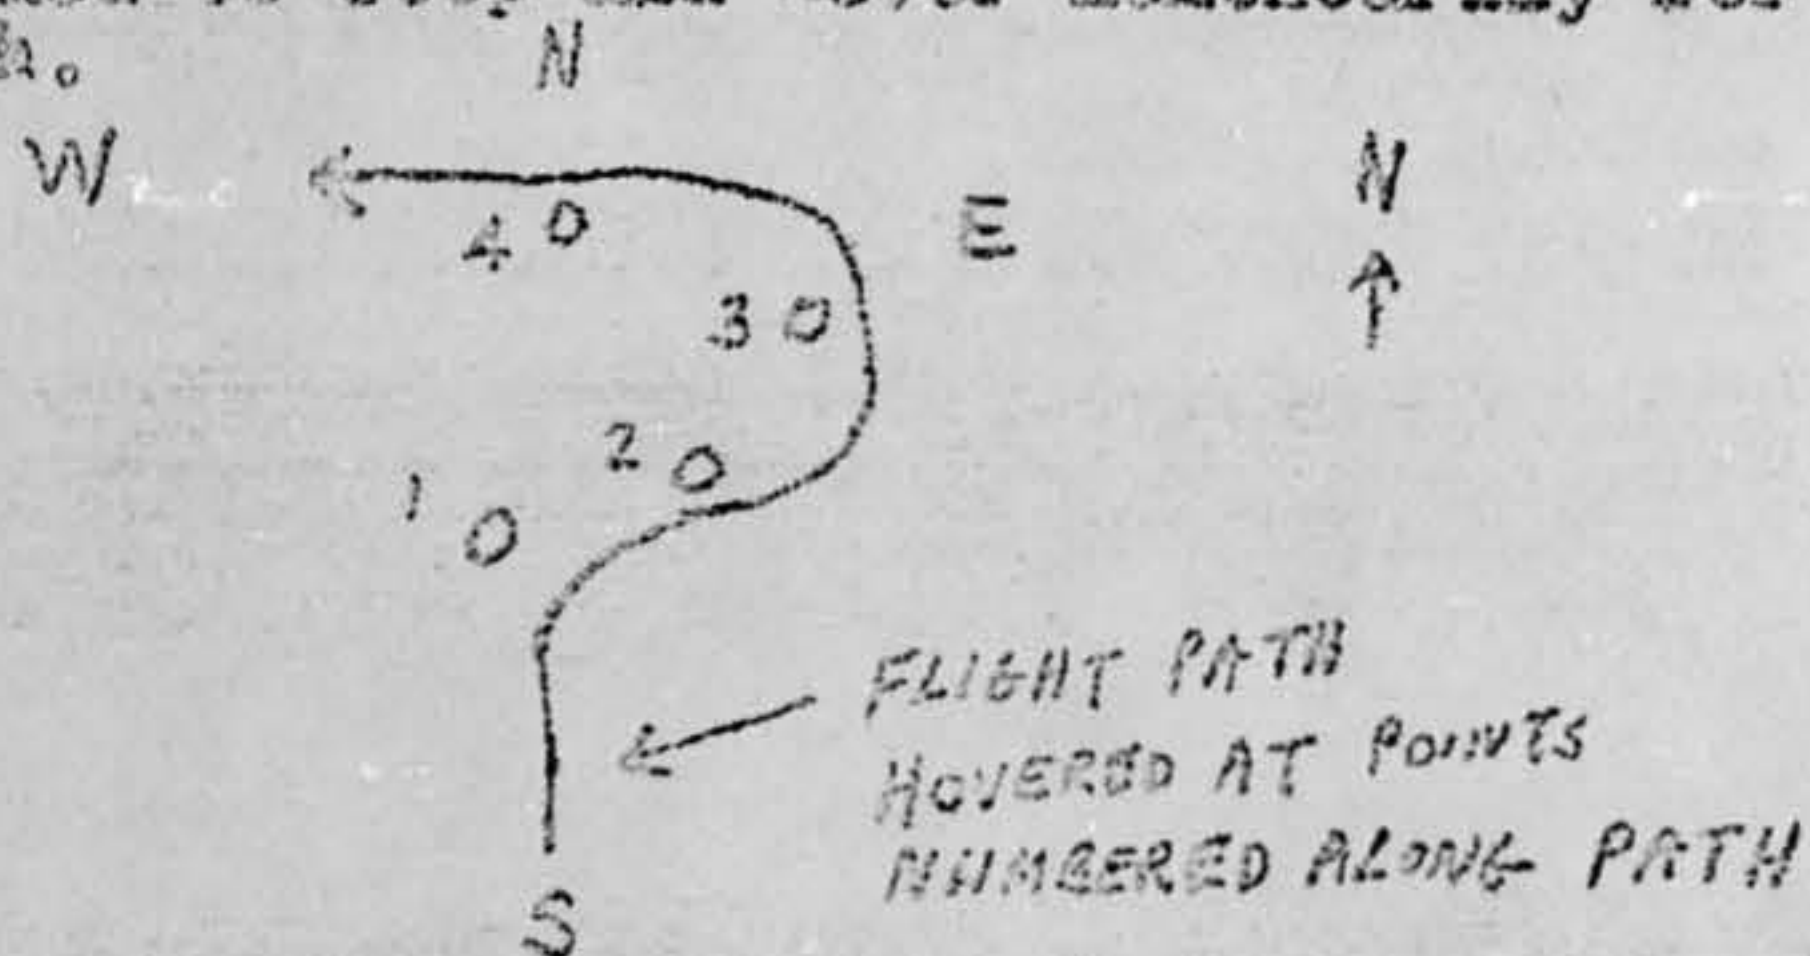 N
W
N
4 0
E
3 0
2 0
1 0
FLIGHT PATH
HOVERED AT POINTS
NUMBERED ALONG PATH
S